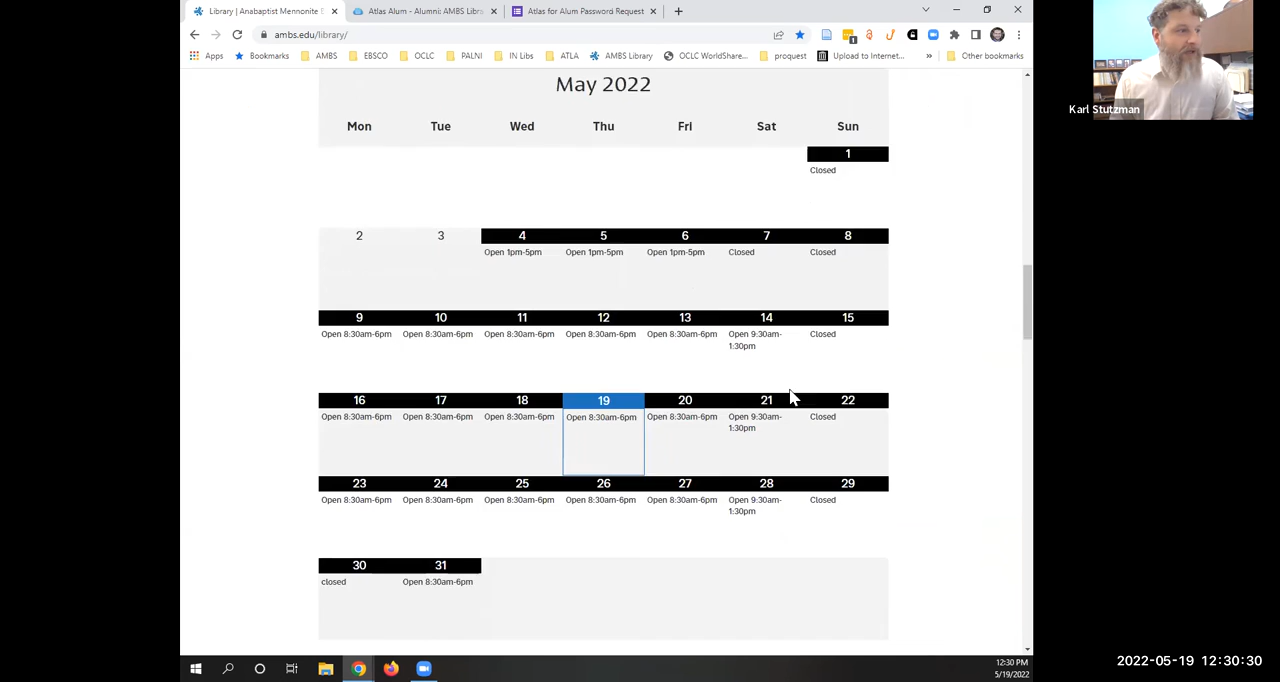 Library | Anabaptist Mennonite
Atlas Alum - Alumni: AMBS Libra
Atlas for Alum Password Request
ambs.edu/library/
Apps
Bookmarks
AMBS
EBSCO
OCLC
PALNI
IN Libs
ATLA
AMBS Library
OCLC WorldShare...
proquest
Upload to Internet...
»
Other bookmarks
Karl Stutzman
May 2022
Mon Tue Wed Thu Fri Sat Sun
1
Closed
2 3 4 5 6 7 8
Open 1pm-5pm Open 1pm-5pm Open 1pm-5pm Closed Closed
9 10 11 12 13 14 15
Open 8:30am-6pm Open 8:30am-6pm Open 8:30am-6pm Open 8:30am-6pm Open 8:30am-6pm Open 9:30am- Closed
1:30pm
16 17 18 19 20 21 22
Open 8:30am-6pm Open 8:30am-6pm Open 8:30am-6pm Open 8:30am-6pm Open 8:30am-6pm Open 9:30am- Closed
1:30pm
23 24 25 26 27 28 29
Open 8:30am-6pm Open 8:30am-6pm Open 8:30am-6pm Open 8:30am-6pm Open 8:30am-6pm Open 9:30am- Closed
1:30pm
30 31
closed Open 8:30am-6pm
12:30 PM
5/19/2022
2022-05-19 12:30:30